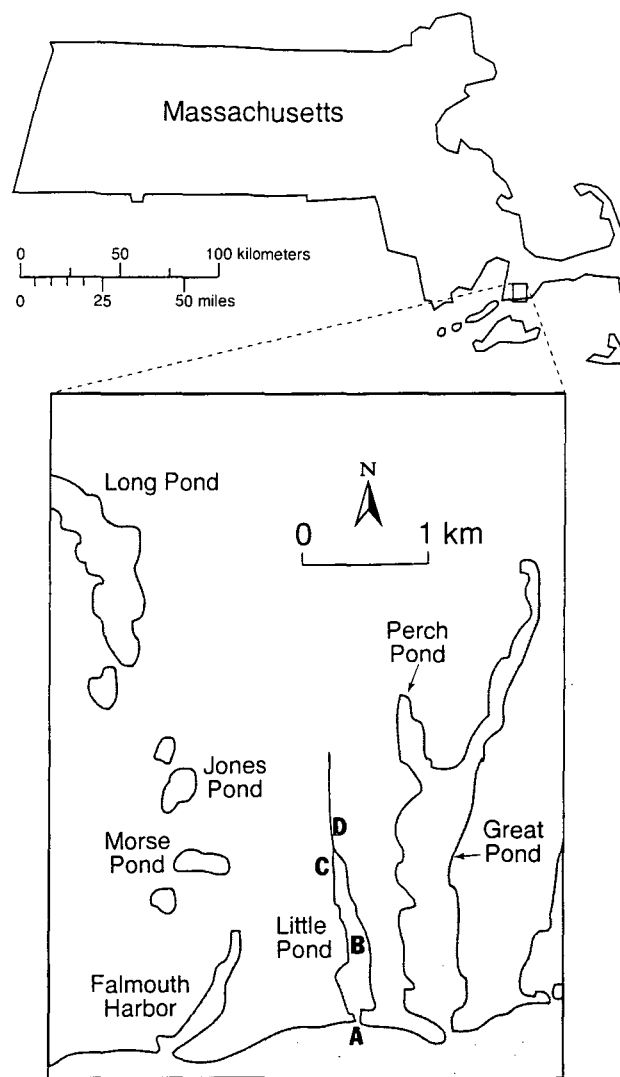 Massachusetts
0 50 100 kilometers
0 25 50 miles
N
0 1 km
Long Pond
Perch
Pond
Jones
Pond
Morse
Pond
Great
Pond
D
C
Little
Pond
B
Falmouth
Harbor
A